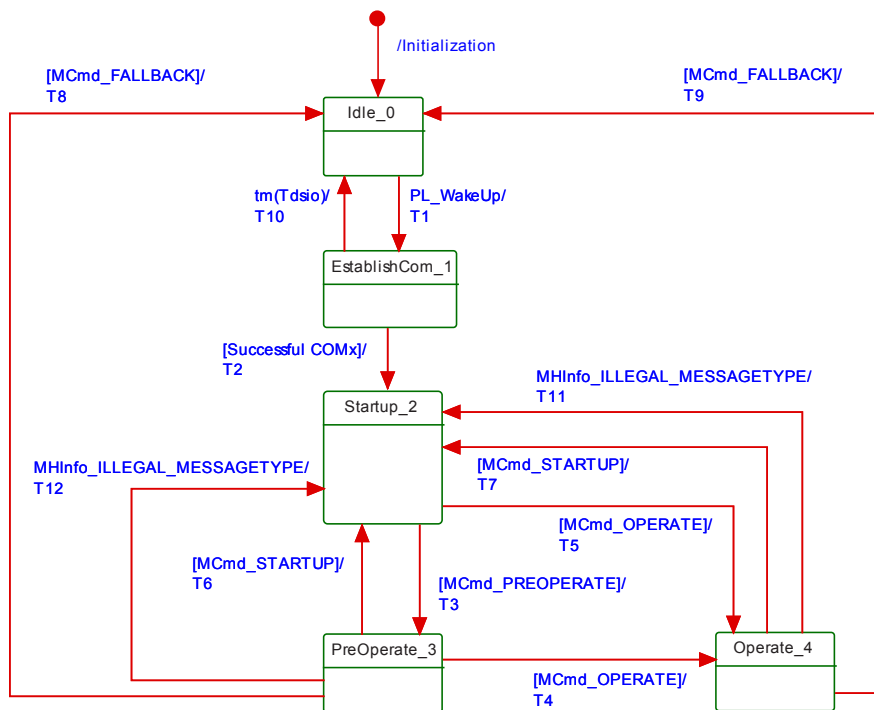 /Initialization
[MCmd_FALLBACK]/
T8
[MCmd_FALLBACK]/
T9
Idle_0
tm(Tdsio)/
T10
PL_WakeUp/
T1
EstablishCom_1
[Successful COMx]/
T2
MHInfo_ILLEGAL_MESSAGETYPE/
T11
Startup_2
MHInfo_ILLEGAL_MESSAGETYPE/
T12
[MCmd_STARTUP]/
T7
[MCmd_OPERATE]/
T5
[MCmd_STARTUP]/
T6
[MCmd_PREOPERATE]/
T3
PreOperate_3
Operate_4
[MCmd_OPERATE]/
T4